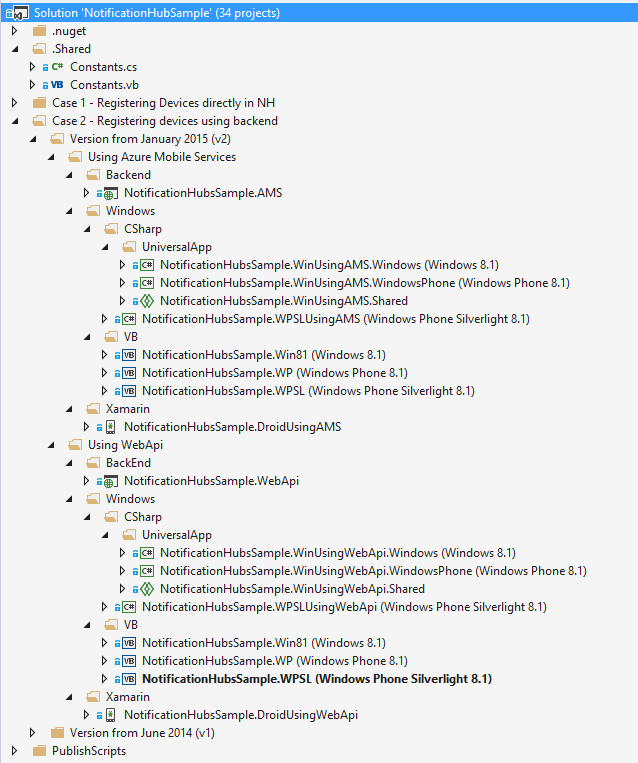 Solution 'NotificationHubSample' (34 projects)
.nuget
.Shared
C# Constants.cs
VB Constants.vb
Case 1 - Registering Devices directly in NH
Case 2 - Registering devices using backend
Version from January 2015 (v2)
Using Azure Mobile Services
Backend
NotificationHubsSample.AMS
Windows
CSharp
UniversalApp
C# NotificationHubsSample.WinUsingAMS.Windows (Windows 8.1)
C# NotificationHubsSample.WinUsingAMS.WindowsPhone (Windows Phone 8.1)
NotificationHubsSample.WinUsingAMS.Shared
C# NotificationHubsSample.WPSLUsingAMS (Windows Phone Silverlight 8.1)
VB
VB NotificationHubsSample.Win81 (Windows 8.1)
VB NotificationHubsSample.WP (Windows Phone 8.1)
VB NotificationHubsSample.WPSL (Windows Phone Silverlight 8.1)
Xamarin
NotificationHubsSample.DroidUsingAMS
Using WebApi
BackEnd
NotificationHubsSample.WebApi
Windows
CSharp
UniversalApp
C# NotificationHubsSample.WinUsingWebApi.Windows (Windows 8.1)
C# NotificationHubsSample.WinUsingWebApi.WindowsPhone (Windows Phone 8.1)
NotificationHubsSample.WinUsingWebApi.Shared
C# NotificationHubsSample.WPSLUsingWebApi (Windows Phone Silverlight 8.1)
VB
VB NotificationHubsSample.Win81 (Windows 8.1)
VB NotificationHubsSample.WP (Windows Phone 8.1)
VB NotificationHubsSample.WPSL (Windows Phone Silverlight 8.1)
Xamarin
NotificationHubsSample.DroidUsingWebApi
Version from June 2014 (v1)
PublishScripts